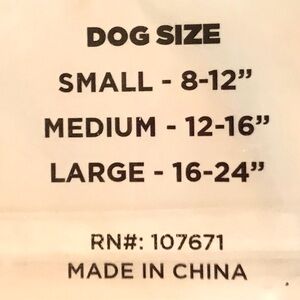 DOG SIZE
SMALL - 8-12”
MEDIUM - 12-16”
LARGE - 16-24”
RN#: 107671
MADE IN CHINA